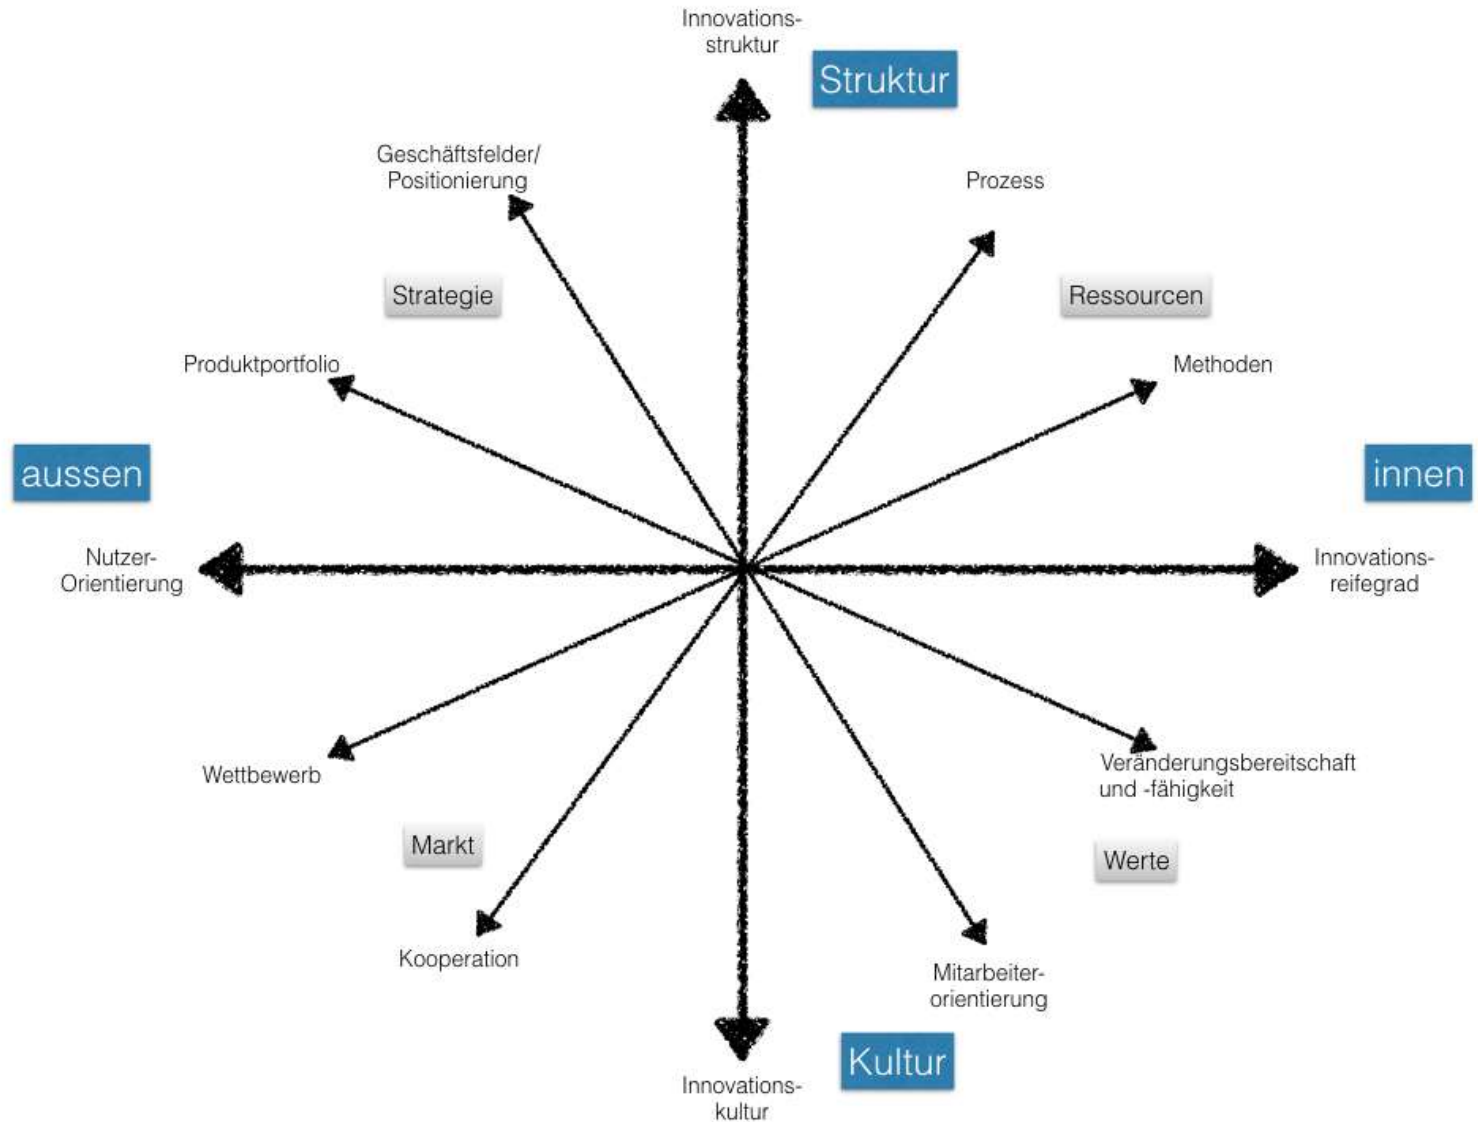 Innovations-
struktur
Struktur
Geschäftsfelder/
Positionierung
Prozess
Strategie
Ressourcen
Produktportfolio
Methoden
aussen
innen
Nutzer-
Orientierung
Innovations-
reifegrad
Wettbewerb
Veränderungsbereitschaft
und -fähigkeit
Markt
Werte
Kooperation
Mitarbeiter-
orientierung
Kultur
Innovations-
kultur